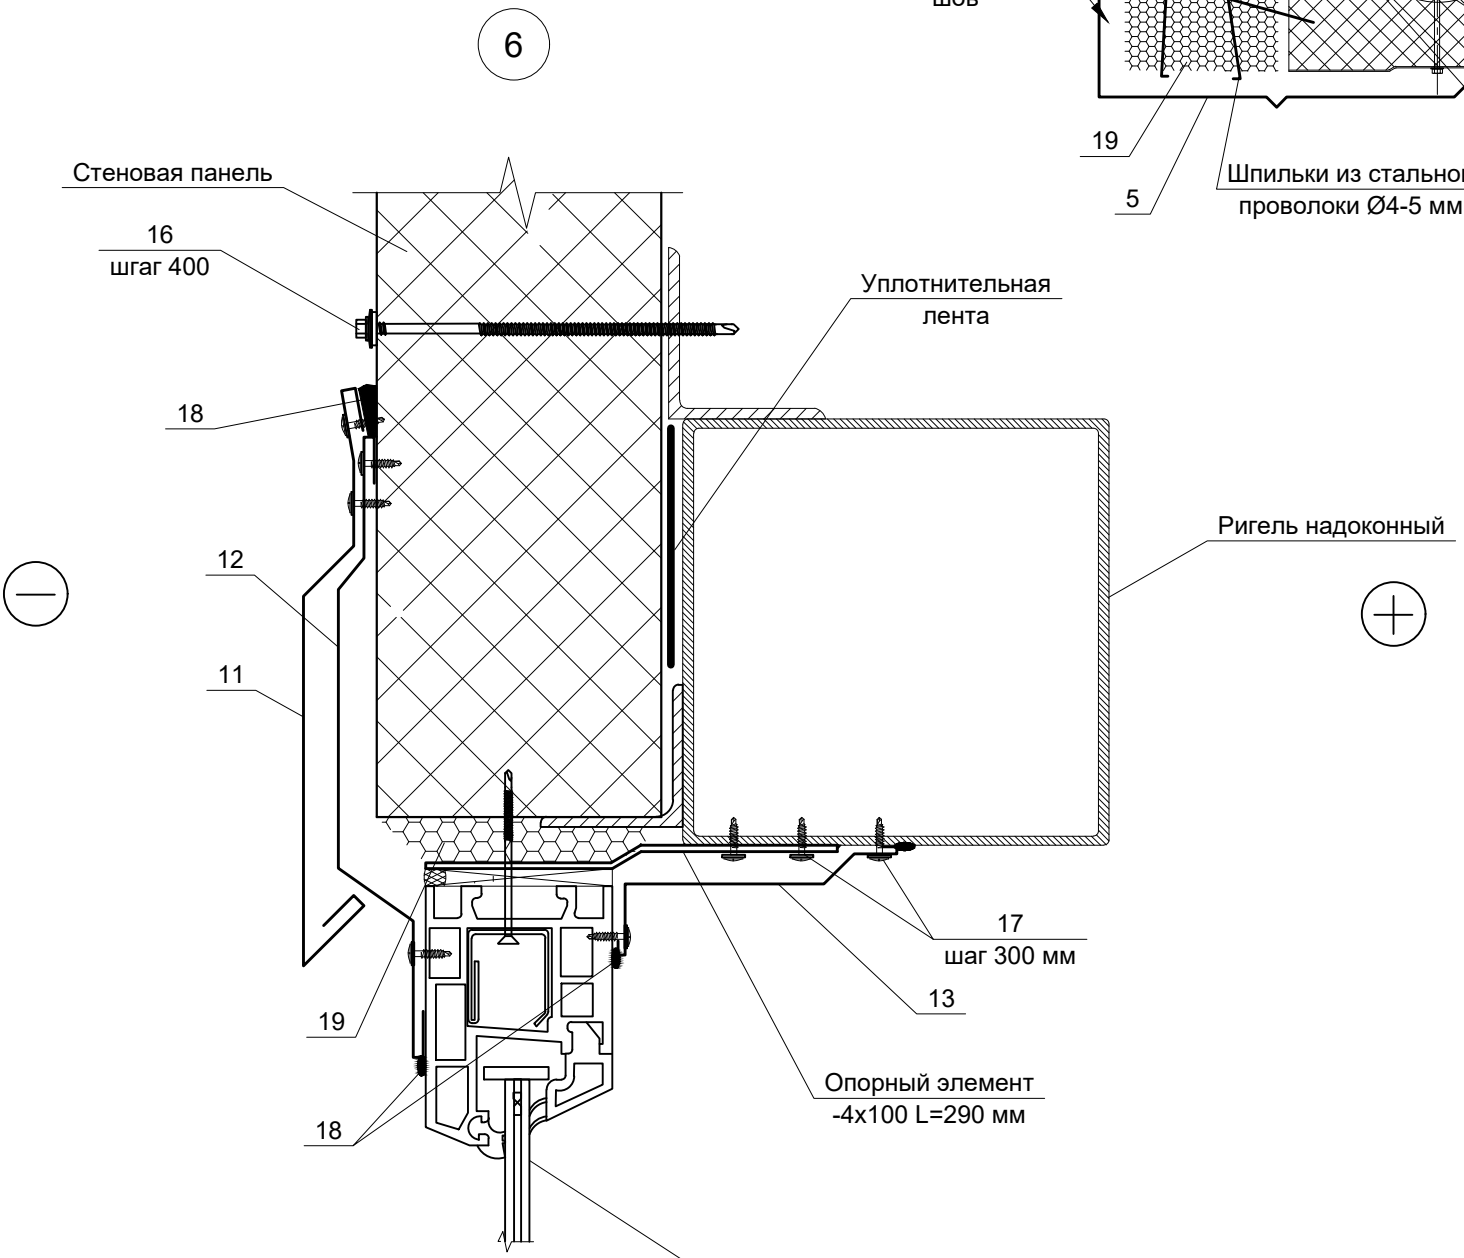 шов
6
19
Шпильки из стально
проволоки Ø4-5 мм
5
Стеновая панель
16
шгаг 400
Уплотнительная
лента
18
Ригель надоконный
12
11
17
шаг 300 мм
13
19
Опорный элемент
-4x100 L=290 мм
18